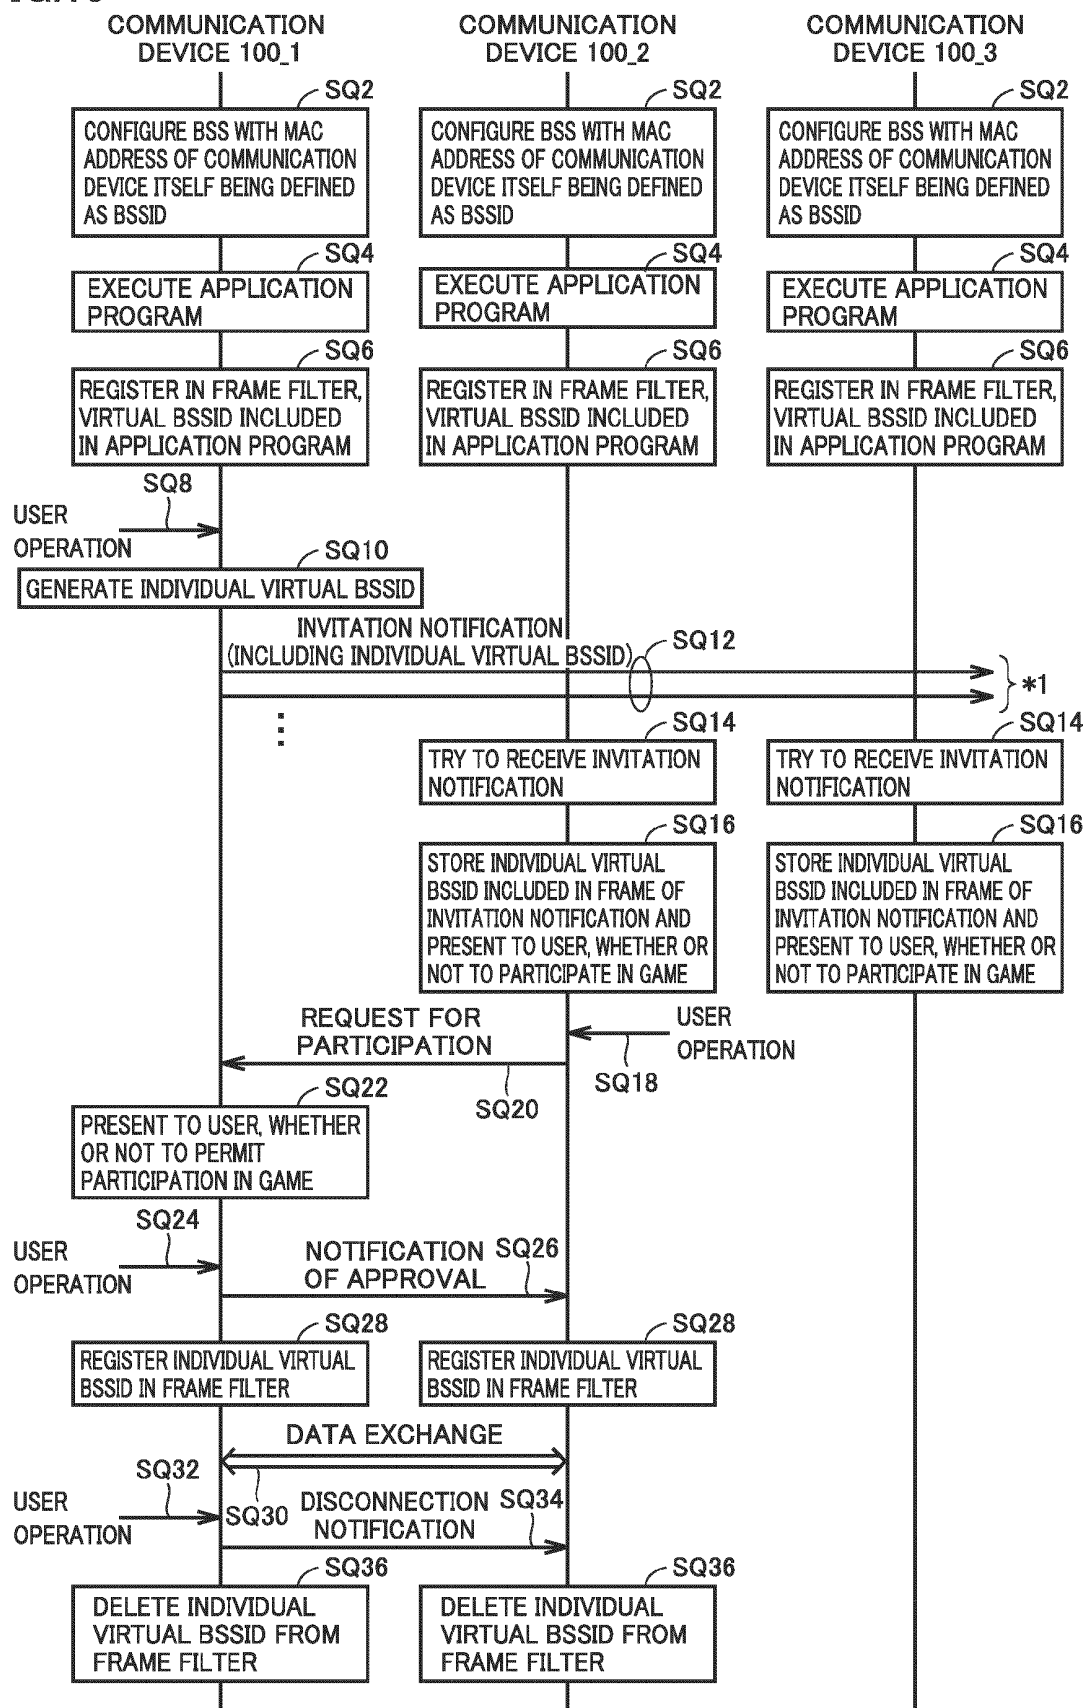 COMMUNICATION
DEVICE 100_1
COMMUNICATION
DEVICE 100_2
COMMUNICATION
DEVICE 100_3
SQ2
SQ2
SQ2
CONFIGURE BSS WITH MAC
ADDRESS OF COMMUNICATION
DEVICE ITSELF BEING DEFINED
AS BSSID
CONFIGURE BSS WITH MAC
ADDRESS OF COMMUNICATION
DEVICE ITSELF BEING DEFINED
AS BSSID
CONFIGURE BSS WITH MAC
ADDRESS OF COMMUNICATION
DEVICE ITSELF BEING DEFINED
AS BSSID
SQ4
SQ4
SQ4
EXECUTE APPLICATION
PROGRAM
EXECUTE APPLICATION
PROGRAM
EXECUTE APPLICATION
PROGRAM
SQ6
SQ6
SQ6
REGISTER IN FRAME FILTER,
VIRTUAL BSSID INCLUDED
IN APPLICATION PROGRAM
REGISTER IN FRAME FILTER,
VIRTUAL BSSID INCLUDED
IN APPLICATION PROGRAM
REGISTER IN FRAME FILTER,
VIRTUAL BSSID INCLUDED
IN APPLICATION PROGRAM
SQ8
USER
OPERATION
SQ10
GENERATE INDIVIDUAL VIRTUAL BSSID
INVITATION NOTIFICATION
(INCLUDING INDIVIDUAL VIRTUAL BSSID)
SQ12
*1
SQ14
SQ14
TRY TO RECEIVE INVITATION
NOTIFICATION
TRY TO RECEIVE INVITATION
NOTIFICATION
SQ16
SQ16
STORE INDIVIDUAL VIRTUAL
BSSID INCLUDED IN FRAME OF
INVITATION NOTIFICATION AND
PRESENT TO USER, WHETHER OR
NOT TO PARTICIPATE IN GAME
STORE INDIVIDUAL VIRTUAL
BSSID INCLUDED IN FRAME OF
INVITATION NOTIFICATION AND
PRESENT TO USER, WHETHER OR
NOT TO PARTICIPATE IN GAME
REQUEST FOR
PARTICIPATION
USER
OPERATION
SQ18
SQ20
SQ22
PRESENT TO USER, WHETHER
OR NOT TO PERMIT
PARTICIPATION IN GAME
SQ24
USER
OPERATION
NOTIFICATION
OF APPROVAL
SQ26
SQ28
SQ28
REGISTER INDIVIDUAL VIRTUAL
BSSID IN FRAME FILTER
REGISTER INDIVIDUAL VIRTUAL
BSSID IN FRAME FILTER
DATA EXCHANGE
SQ32
USER
OPERATION
SQ30
DISCONNECTION
NOTIFICATION
SQ34
SQ36
SQ36
DELETE INDIVIDUAL
VIRTUAL BSSID FROM
FRAME FILTER
DELETE INDIVIDUAL
VIRTUAL BSSID FROM
FRAME FILTER